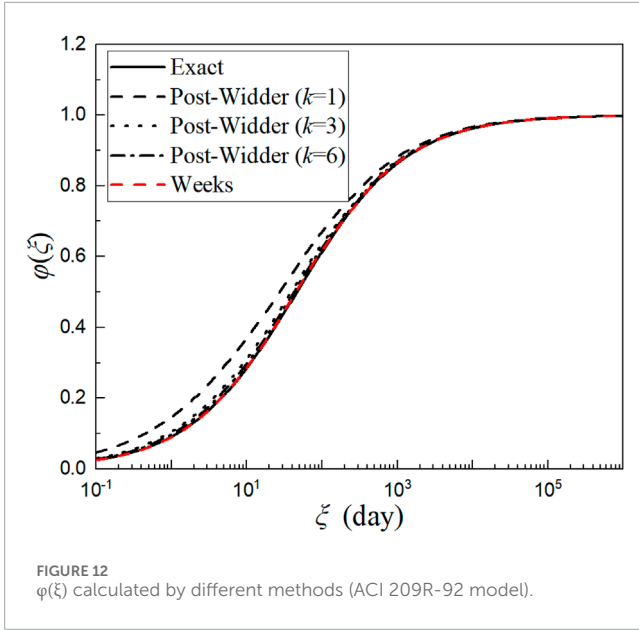 1.2
1.0
0.8
0.6
0.4
0.2
0.0
φ(ξ)
Exact
Post-Widder (k=1)
Post-Widder (k=3)
Post-Widder (k=6)
Weeks
10⁻¹ 10¹ 10³ 10⁵
ξ (day)
FIGURE 12
φ(ξ) calculated by different methods (ACI 209R-92 model).